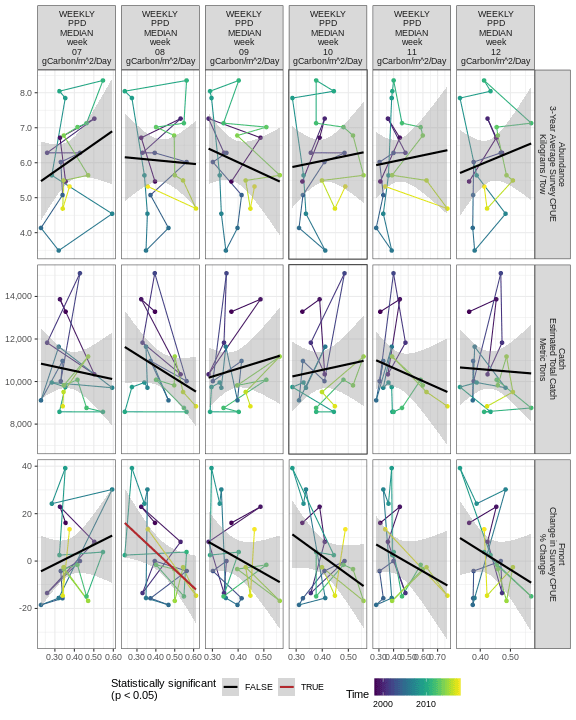 WEEKLY
PPD
MEDIAN
week
07
gCarbon/m^2/Day
WEEKLY
PPD
MEDIAN
week
08
gCarbon/m^2/Day
WEEKLY
PPD
MEDIAN
week
09
gCarbon/m^2/Day
WEEKLY
PPD
MEDIAN
week
10
gCarbon/m^2/Day
WEEKLY
PPD
MEDIAN
week
11
gCarbon/m^2/Day
WEEKLY
PPD
MEDIAN
week
12
gCarbon/m^2/Day
8.0
7.0
6.0
5.0
4.0
Abundance
3-Year Average Survey CPUE
Kilograms / Tow
14,000
12,000
10,000
8,000
Catch
Estimated Total Catch
Metric Tons
40
20
0
-20
Fmort
Change in Survey CPUE
% Change
0.30 0.40 0.50 0.60
0.30 0.40 0.50 0.60
0.30 0.40 0.50
0.30 0.40 0.50
0.30 0.40 0.50 0.60 0.70
0.40 0.50
Statistically significant
(p < 0.05)
FALSE
TRUE
Time
2000 2010